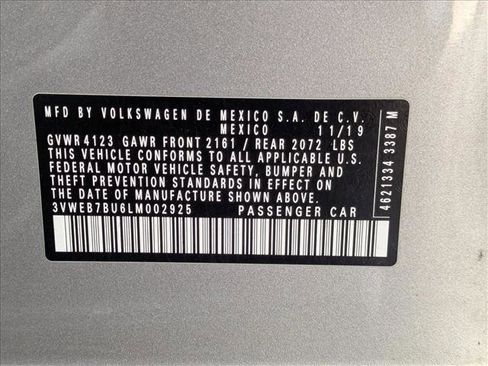 MFD BY VOLKSWAGEN DE MEXICO S.A. DE C.V.
MEXICO 11/19
GVWR 4123 GAWR FRONT 2161 / REAR 2072 LBS
THIS VEHICLE CONFORMS TO ALL APPLICABLE
FEDERAL MOTOR VEHICLE SAFETY, BUMPER AND
THEFT PREVENTION STANDARDS IN EFFECT ON
THE DATE OF MANUFACTURE SHOWN ABOVE.
3VWEB7BU6LM002925 PASSENGER CAR
4621334 3387 M